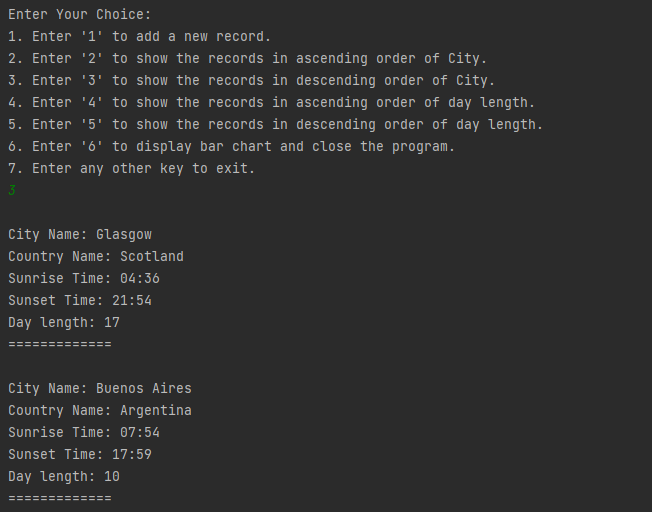 Enter Your Choice:
1. Enter '1' to add a new record.
2. Enter '2' to show the records in ascending order of City.
3. Enter '3' to show the records in descending order of City.
4. Enter '4' to show the records in ascending order of day length.
5. Enter '5' to show the records in descending order of day length.
6. Enter '6' to display bar chart and close the program.
7. Enter any other key to exit.
3
City Name: Glasgow
Country Name: Scotland
Sunrise Time: 04:36
Sunset Time: 21:54
Day length: 17
=============
City Name: Buenos Aires
Country Name: Argentina
Sunrise Time: 07:54
Sunset Time: 17:59
Day length: 10
=============